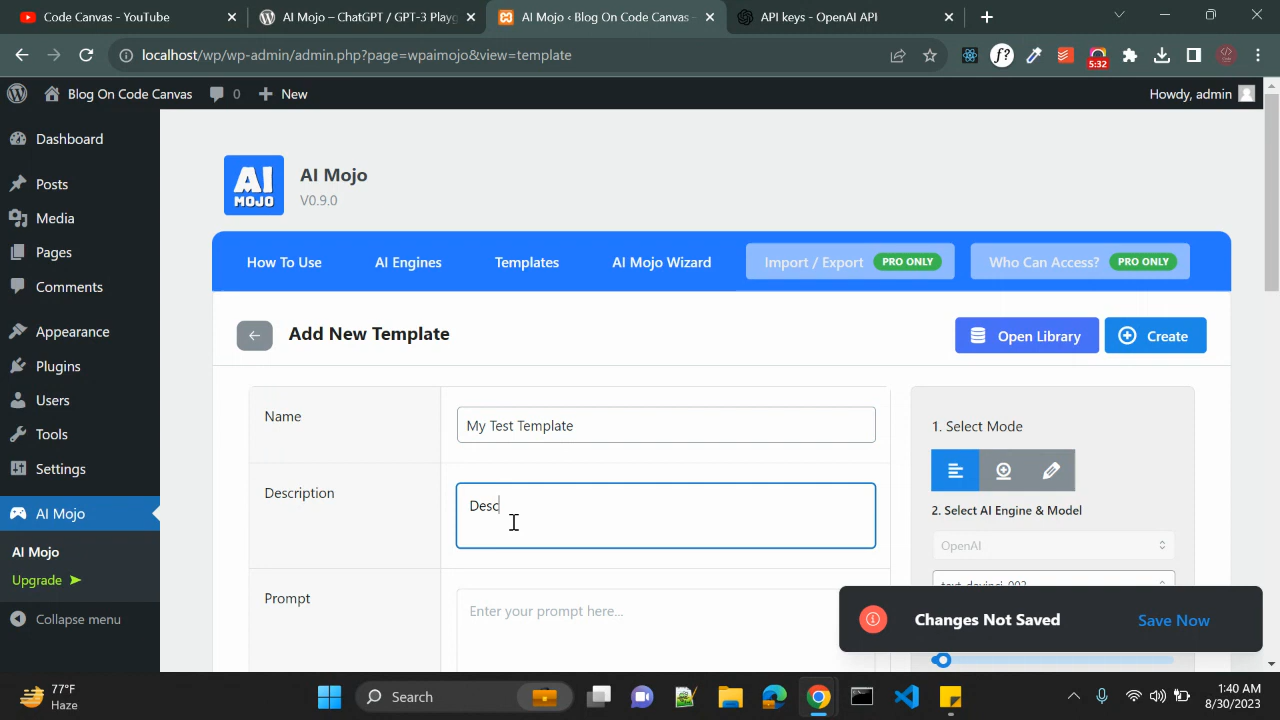 Code Canvas - YouTube
AI Mojo – ChatGPT / GPT-3 Playg
AI Mojo ‹ Blog On Code Canvas
API keys - OpenAI API
localhost/wp/wp-admin/admin.php?page=wpaimojo&view=template
f?
5:32
Blog On Code Canvas
0
New
Howdy, admin
Dashboard
Posts
Media
Pages
Comments
Appearance
Plugins
Users
Tools
Settings
AI Mojo
AI Mojo
Upgrade
Collapse menu
AI
MOJO
AI Mojo
V0.9.0
How To Use
AI Engines
Templates
AI Mojo Wizard
Import / Export
PRO ONLY
Who Can Access?
PRO ONLY
Add New Template
Open Library
Create
Name
My Test Template
Description
Desc
Prompt
Enter your prompt here...
1. Select Mode
2. Select AI Engine & Model
OpenAI
text-davinci-003
Changes Not Saved
Save Now
77°F
Haze
Search
1:40 AM
8/30/2023